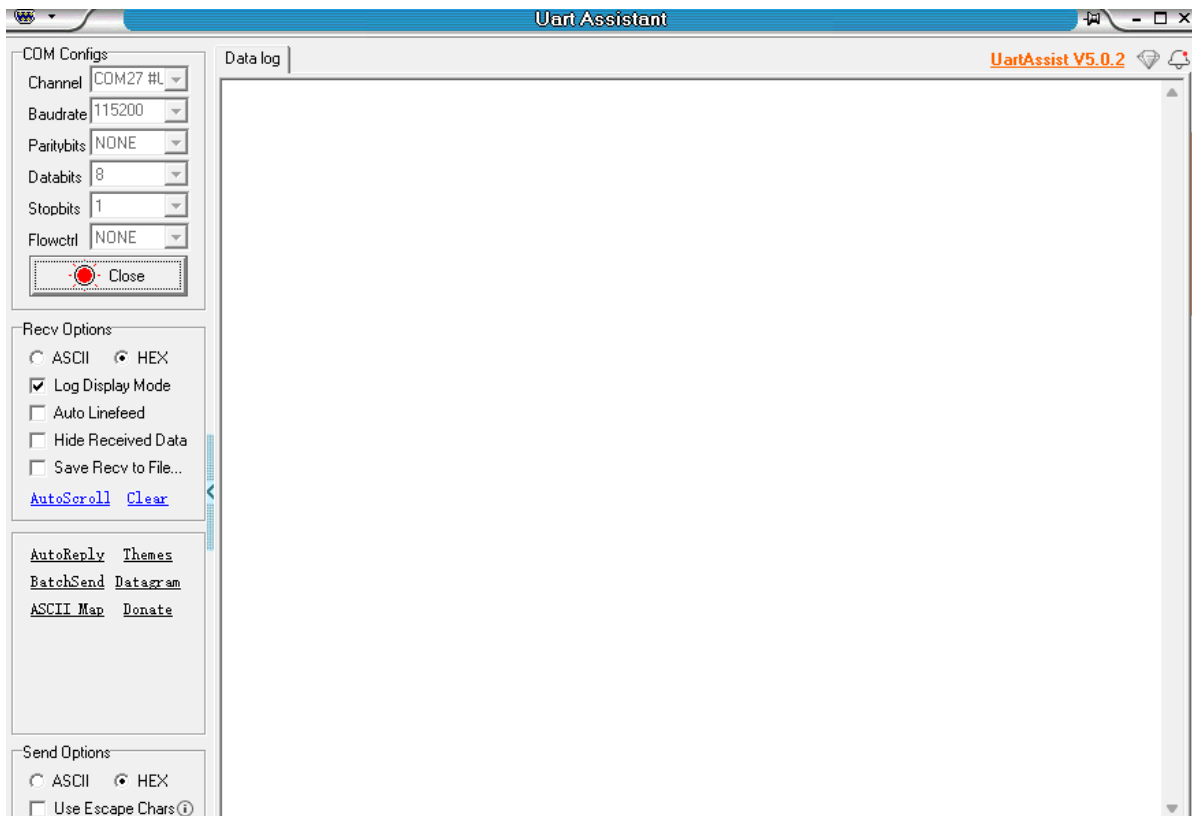 Uart Assistant
COM Configs
Channel COM27 #U
Baudrate 115200
Paritybits NONE
Databits 8
Stopbits 1
Flowctrl NONE
Close
Recv Options
ASCII HEX
Log Display Mode
Auto Linefeed
Hide Received Data
Save Recv to File...
AutoScroll Clear
AutoReply Themes
BatchSend Datagram
ASCII Map Donate
Send Options
ASCII HEX
Use Escape Chars
Data log
UartAssist V5.0.2